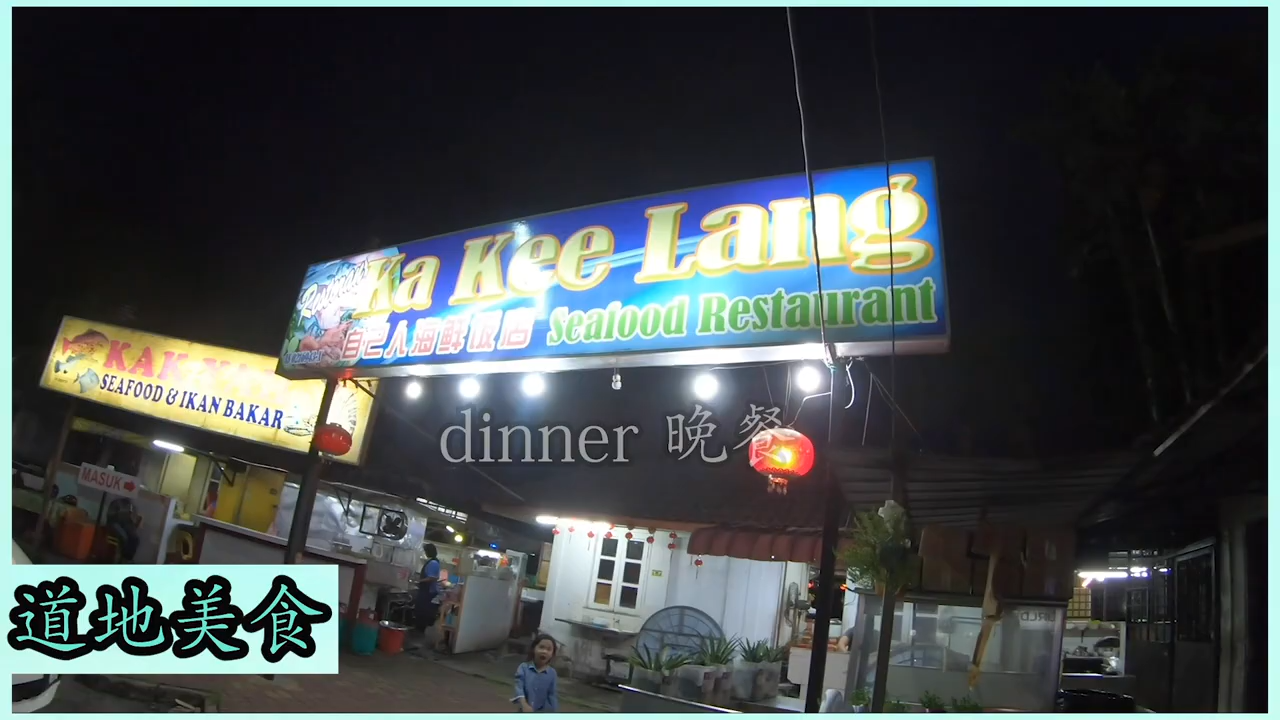 Ka Kee Lang
自己人海鲜饭店 Seafood Restaurant
SEAFOOD & IKAN BAKAR
dinner 晚餐
MASUK
道地美食